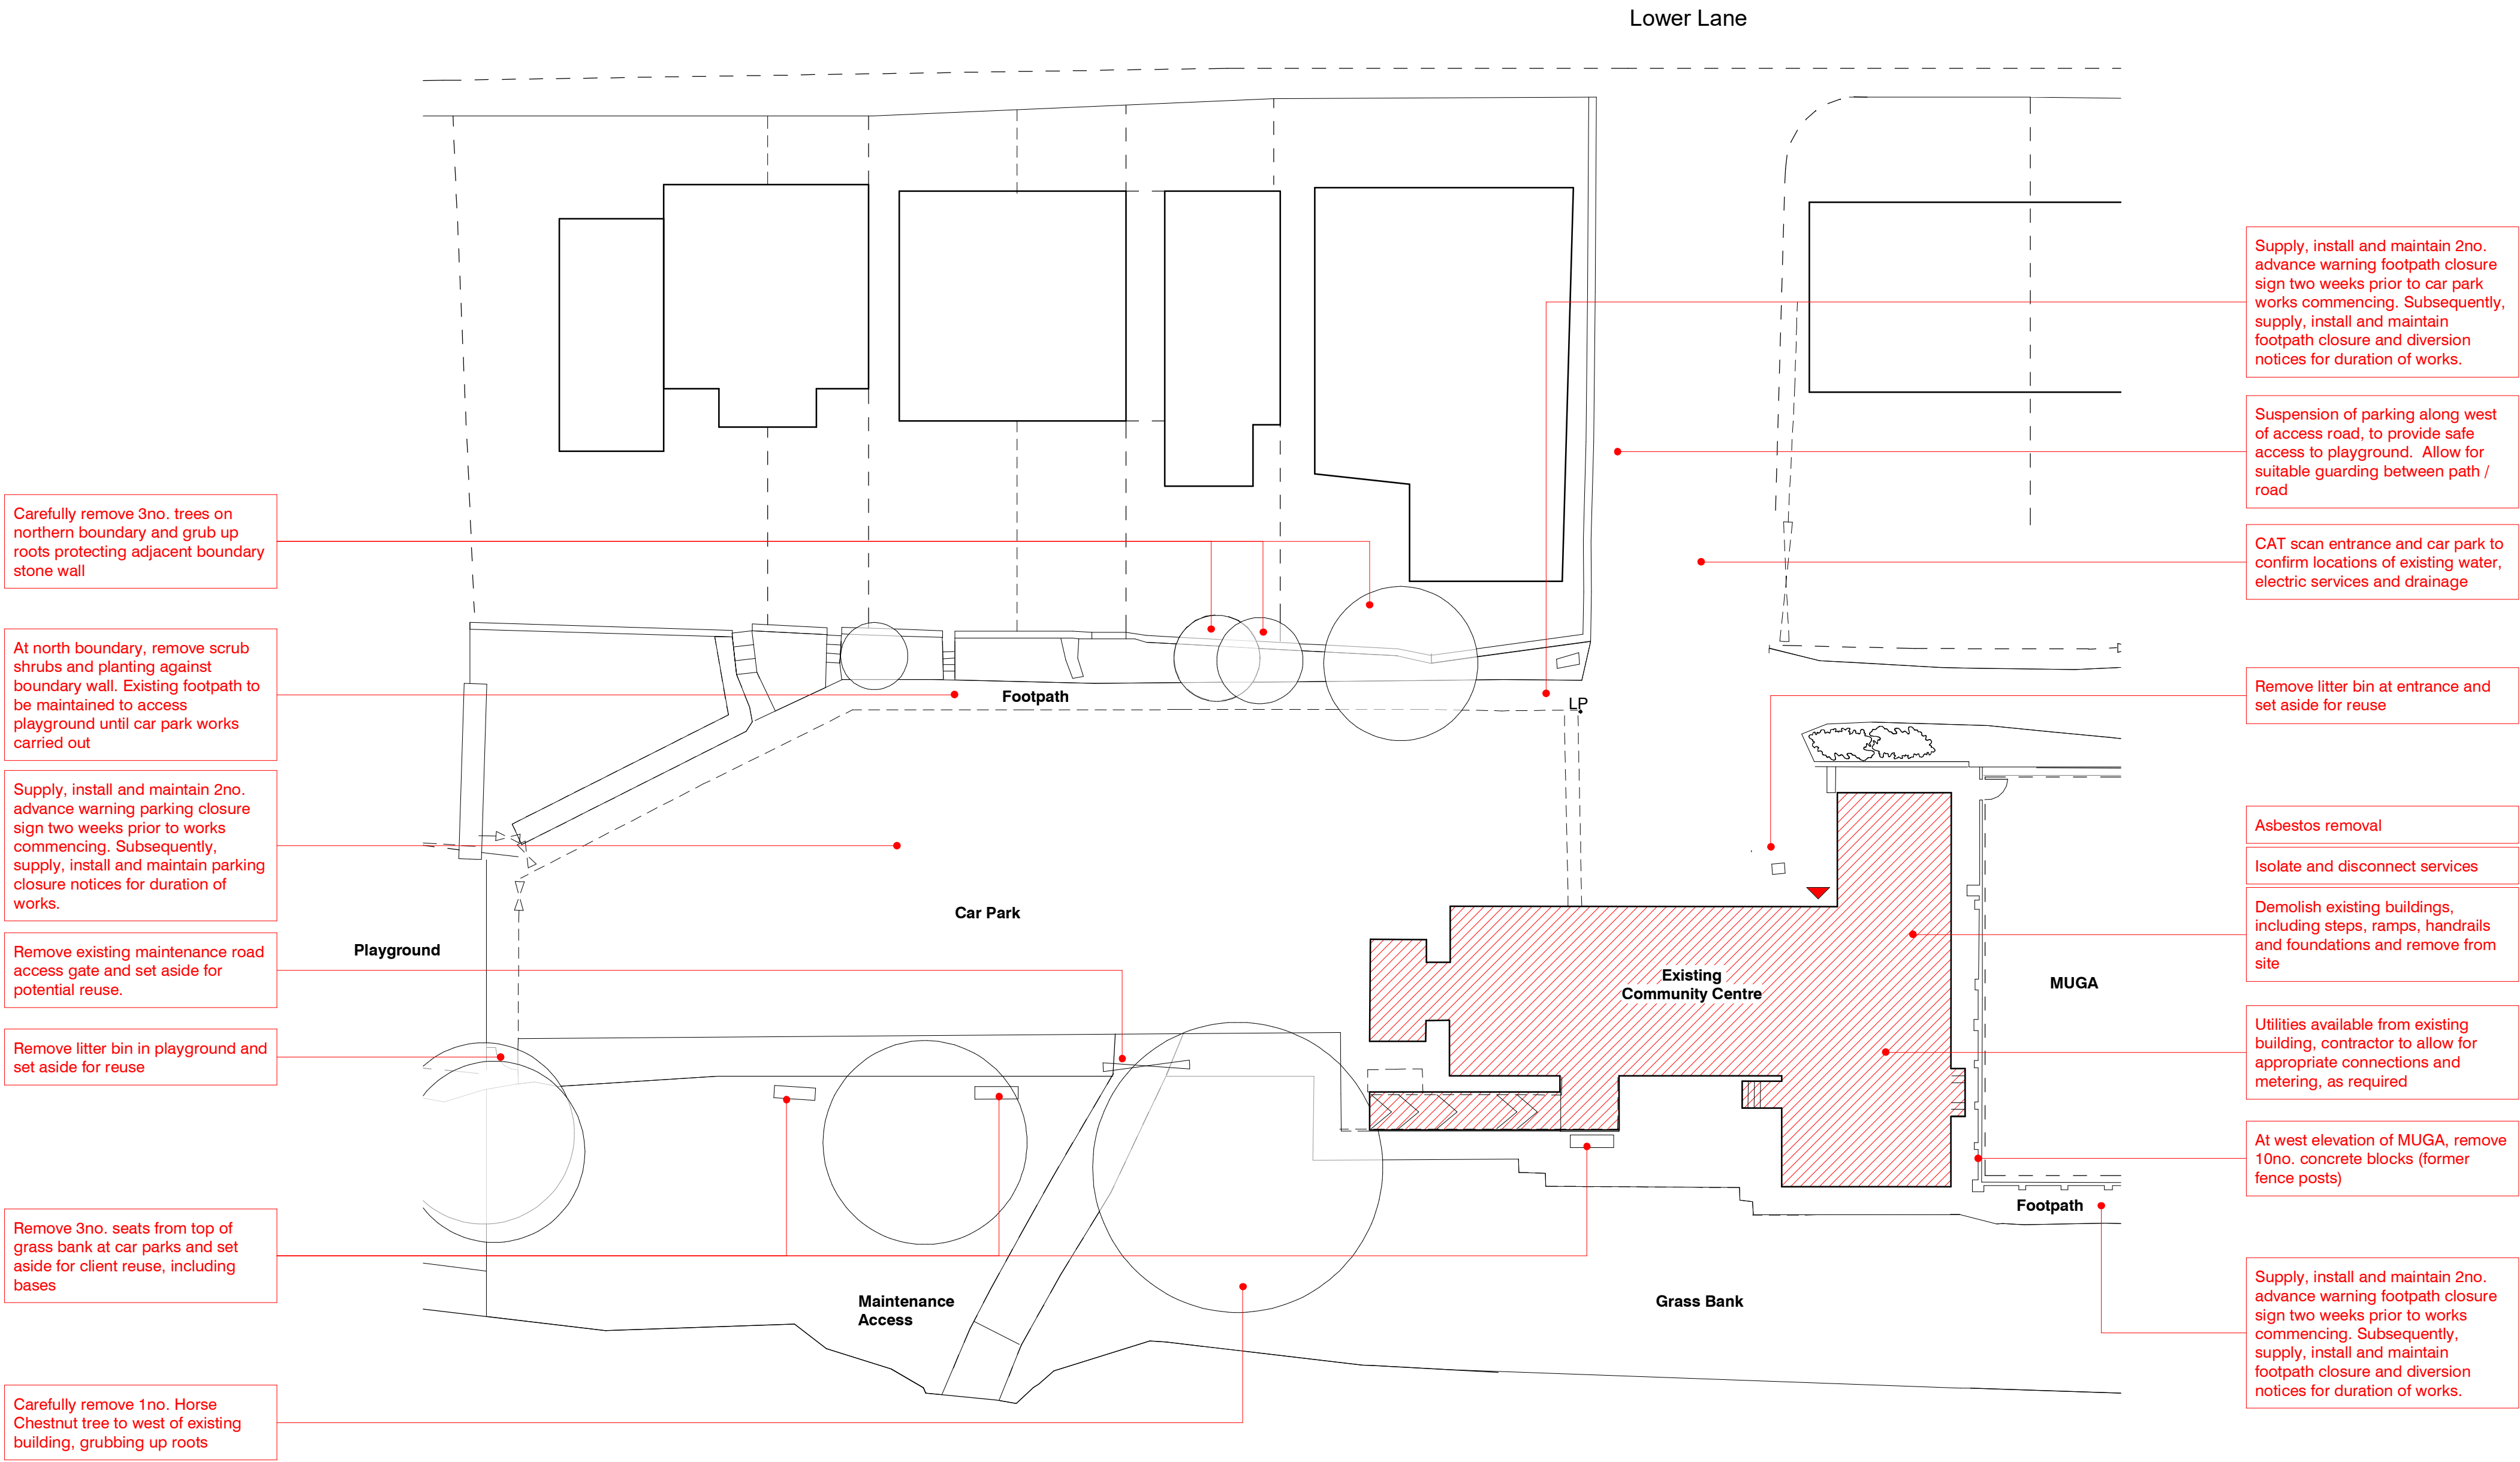 Lower Lane
Carefully remove 3no. trees on
northern boundary and grub up
roots protecting adjacent boundary
stone wall
At north boundary, remove scrub
shrubs and planting against
boundary wall. Existing footpath to
be maintained to access
playground until car park works
carried out
Supply, install and maintain 2no.
advance warning parking closure
sign two weeks prior to works
commencing. Subsequently,
supply, install and maintain parking
closure notices for duration of
works.
Remove existing maintenance road
access gate and set aside for
potential reuse.
Remove litter bin in playground and
set aside for reuse
Remove 3no. seats from top of
grass bank at car parks and set
aside for client reuse, including
bases
Carefully remove 1no. Horse
Chestnut tree to west of existing
building, grubbing up roots
Footpath
LP
Car Park
Playground
Existing
Community Centre
MUGA
Footpath
Maintenance
Access
Grass Bank
Supply, install and maintain 2no.
advance warning footpath closure
sign two weeks prior to car park
works commencing. Subsequently,
supply, install and maintain
footpath closure and diversion
notices for duration of works.
Suspension of parking along west
of access road, to provide safe
access to playground.  Allow for
suitable guarding between path /
road
CAT scan entrance and car park to
confirm locations of existing water,
electric services and drainage
Remove litter bin at entrance and
set aside for reuse
Asbestos removal
Isolate and disconnect services
Demolish existing buildings,
including steps, ramps, handrails
and foundations and remove from
site
Utilities available from existing
building, contractor to allow for
appropriate connections and
metering, as required
At west elevation of MUGA, remove
10no. concrete blocks (former
fence posts)
Supply, install and maintain 2no.
advance warning footpath closure
sign two weeks prior to works
commencing. Subsequently,
supply, install and maintain
footpath closure and diversion
notices for duration of works.